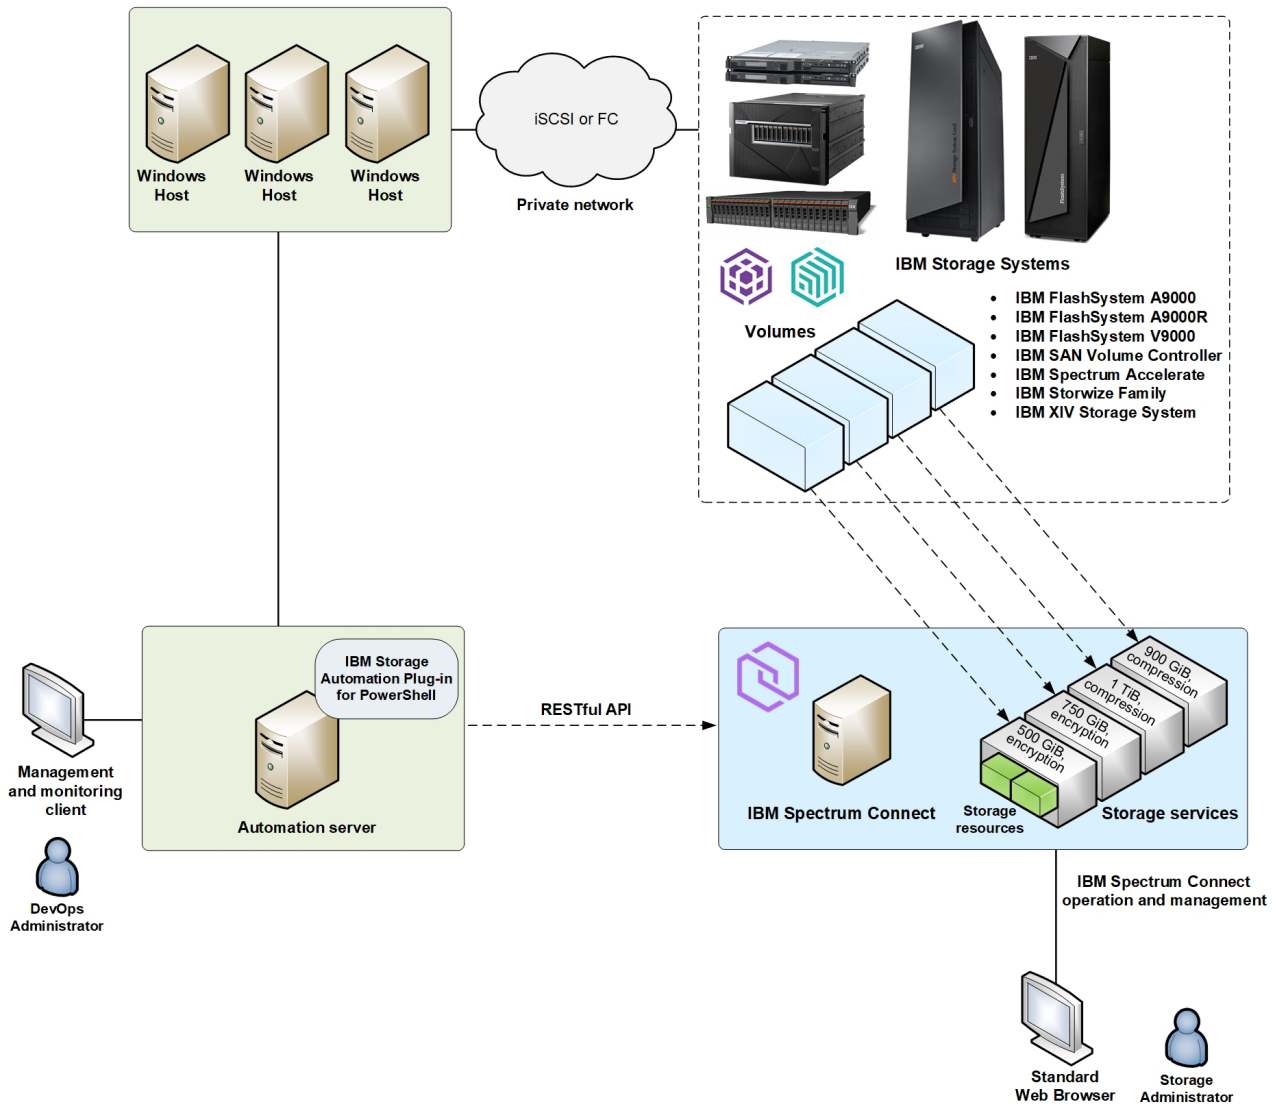 Windows
Host
Windows
Host
Windows
Host
iSCSI or FC
Private network
IBM Storage Systems
• IBM FlashSystem A9000
• IBM FlashSystem A9000R
• IBM FlashSystem V9000
• IBM SAN Volume Controller
• IBM Spectrum Accelerate
• IBM Storwize Family
• IBM XIV Storage System
Volumes
IBM Storage
Automation Plug-in
for PowerShell
Automation server
Management
and monitoring
client
DevOps
Administrator
RESTful API
IBM Spectrum Connect
900 GiB,
compression
1 TiB,
compression
750 GiB,
encryption
500 GiB,
encryption
Storage
resources
Storage services
IBM Spectrum Connect
operation and management
Standard
Web Browser
Storage
Administrator
FlashSystem